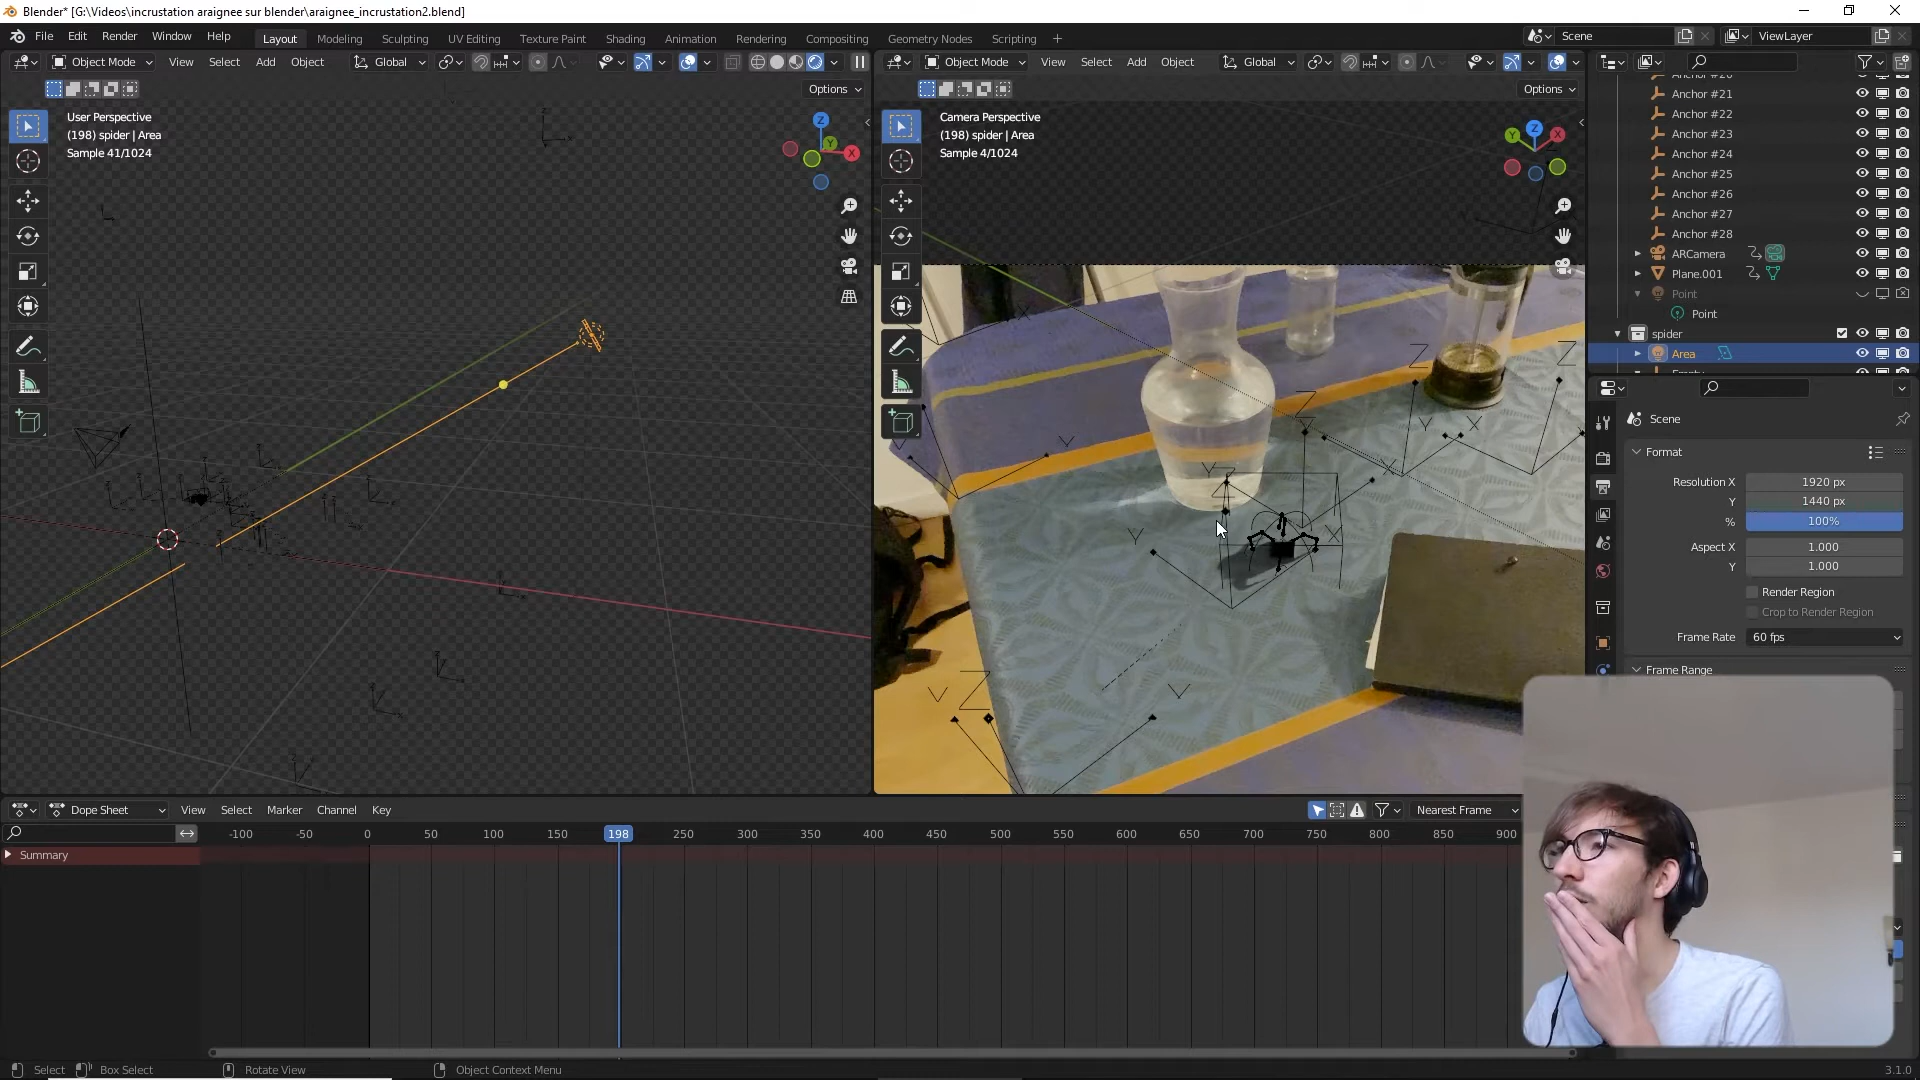 Blender* [G:\Videos\incrustation araignee sur blender\araignee_incrustation2.blend]
File Edit Render Window Help
Layout Modeling Sculpting UV Editing Texture Paint Shading Animation Rendering Compositing Geometry Nodes Scripting +
Scene
ViewLayer
Object Mode View Select Add Object Global
Options
User Perspective
(198) spider | Area
Sample 41/1024
Z
Y
X
Object Mode View Select Add Object Global
Options
Camera Perspective
(198) spider | Area
Sample 4/1024
Y
Z
X
Anchor #21
Anchor #22
Anchor #23
Anchor #24
Anchor #25
Anchor #26
Anchor #27
Anchor #28
ARCamera
Plane.001
Point
Point
spider
Area
Scene
Format
Resolution X 1920 px
Y 1440 px
% 100%
Aspect X 1.000
Y 1.000
Render Region
Crop to Render Region
Frame Rate 60 fps
Frame Range
Dope Sheet View Select Marker Channel Key
Nearest Frame
-100 -50 0 50 100 150 198 250 300 350 400 450 500 550 600 650 700 750 800 850 900
Summary
Select Box Select Rotate View Object Context Menu
3.1.0